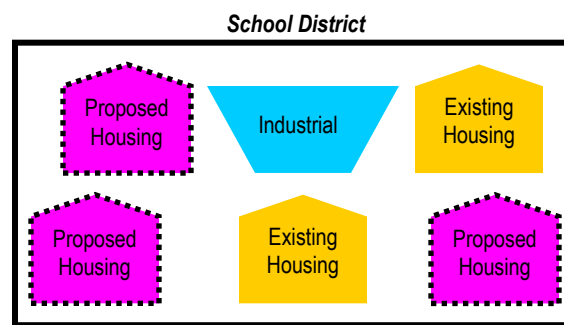 School District
Proposed
Housing
Industrial
Existing
Housing
Proposed
Housing
Existing
Housing
Proposed
Housing